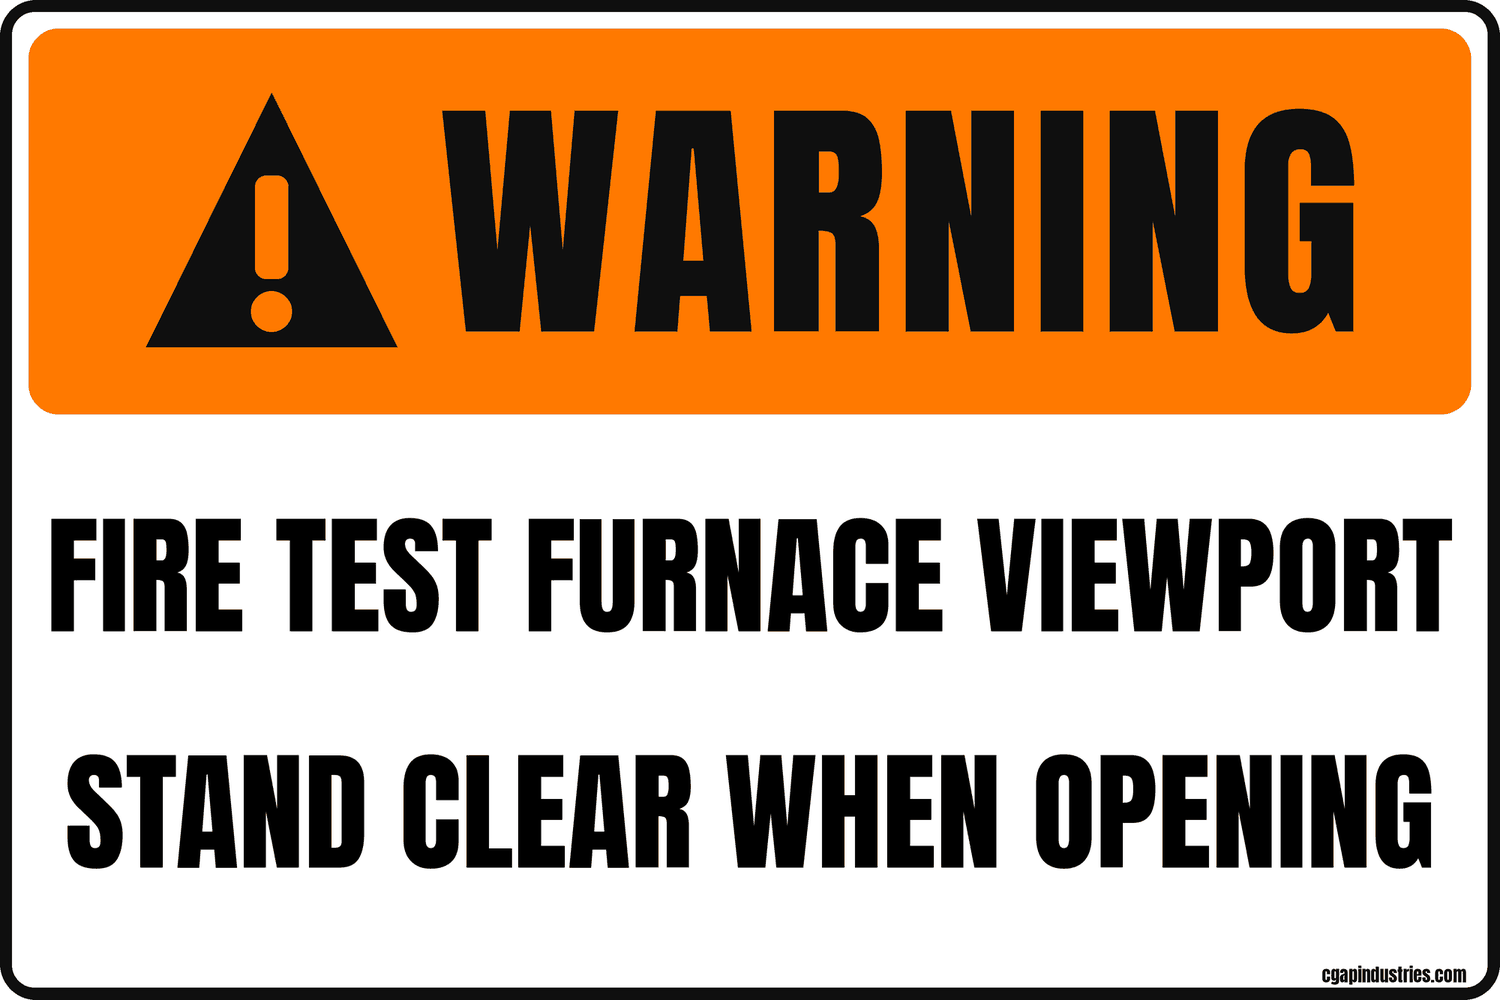 WARNING
FIRE TEST FURNACE VIEWPORT
STAND CLEAR WHEN OPENING
cgapindustries.com